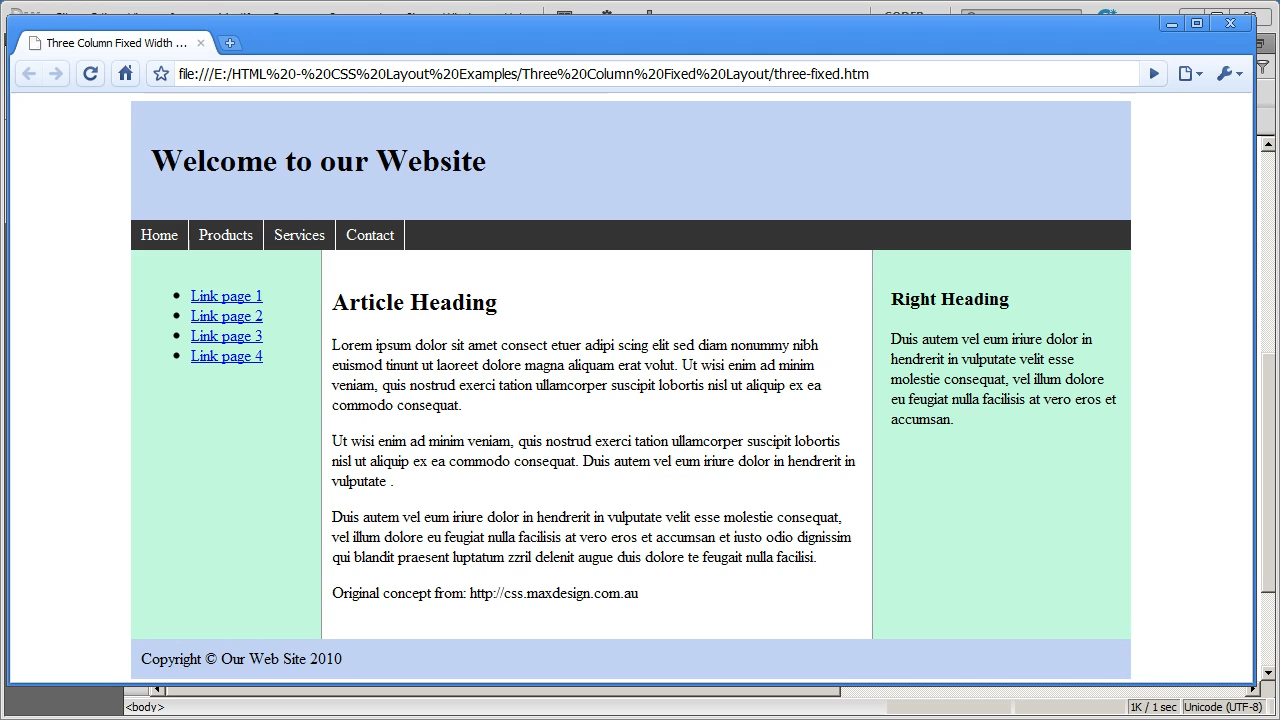 Three Column Fixed Width ...
file:///E:/HTML%20-%20CSS%20Layout%20Examples/Three%20Column%20Fixed%20Layout/three-fixed.htm
Welcome to our Website
Home Products Services Contact
Link page 1
Link page 2
Link page 3
Link page 4
Article Heading
Lorem ipsum dolor sit amet consect etuer adipi scing elit sed diam nonummy nibh
euismod tinunt ut laoreet dolore magna aliquam erat volut. Ut wisi enim ad minim
veniam, quis nostrud exerci tation ullamcorper suscipit lobortis nisl ut aliquip ex ea
commodo consequat.
Ut wisi enim ad minim veniam, quis nostrud exerci tation ullamcorper suscipit lobortis
nisl ut aliquip ex ea commodo consequat. Duis autem vel eum iriure dolor in hendrerit in
vulputate .
Duis autem vel eum iriure dolor in hendrerit in vulputate velit esse molestie consequat,
vel illum dolore eu feugiat nulla facilisis at vero eros et accumsan et iusto odio dignissim
qui blandit praesent luptatum zzril delenit augue duis dolore te feugait nulla facilisi.
Original concept from: http://css.maxdesign.com.au
Right Heading
Duis autem vel eum iriure dolor in
hendrerit in vulputate velit esse
molestie consequat, vel illum dolore
eu feugiat nulla facilisis at vero eros et
accumsan.
Copyright © Our Web Site 2010
<body>
1K / 1 sec Unicode (UTF-8)